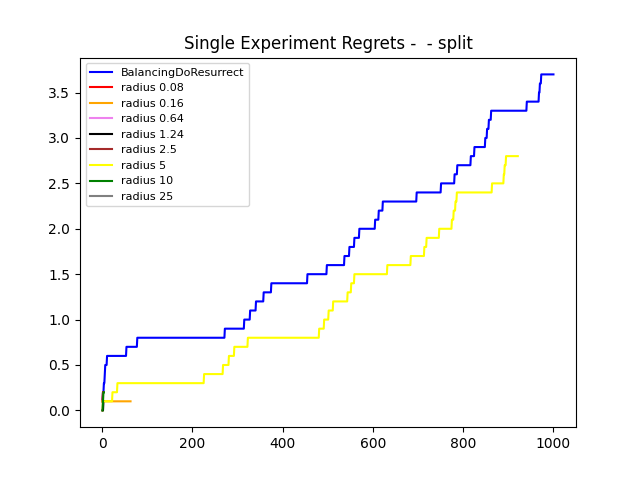 Single Experiment Regrets -  - split
BalancingDoResurrect
radius 0.08
radius 0.16
radius 0.64
radius 1.24
radius 2.5
radius 5
radius 10
radius 25
3.5
3.0
2.5
2.0
1.5
1.0
0.5
0.0
0 200 400 600 800 1000